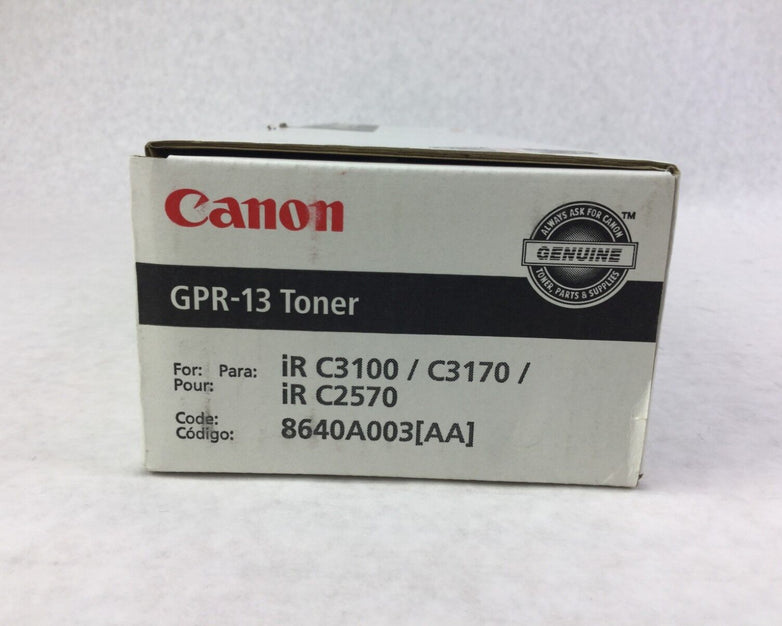 Canon
ALWAYS ASK FOR CANON
GENUINE
TONER, PARTS & SUPPLIES
TM
GPR-13 Toner
For: Para: iR C3100 / C3170 /
Pour: iR C2570
Code:
Código: 8640A003[AA]